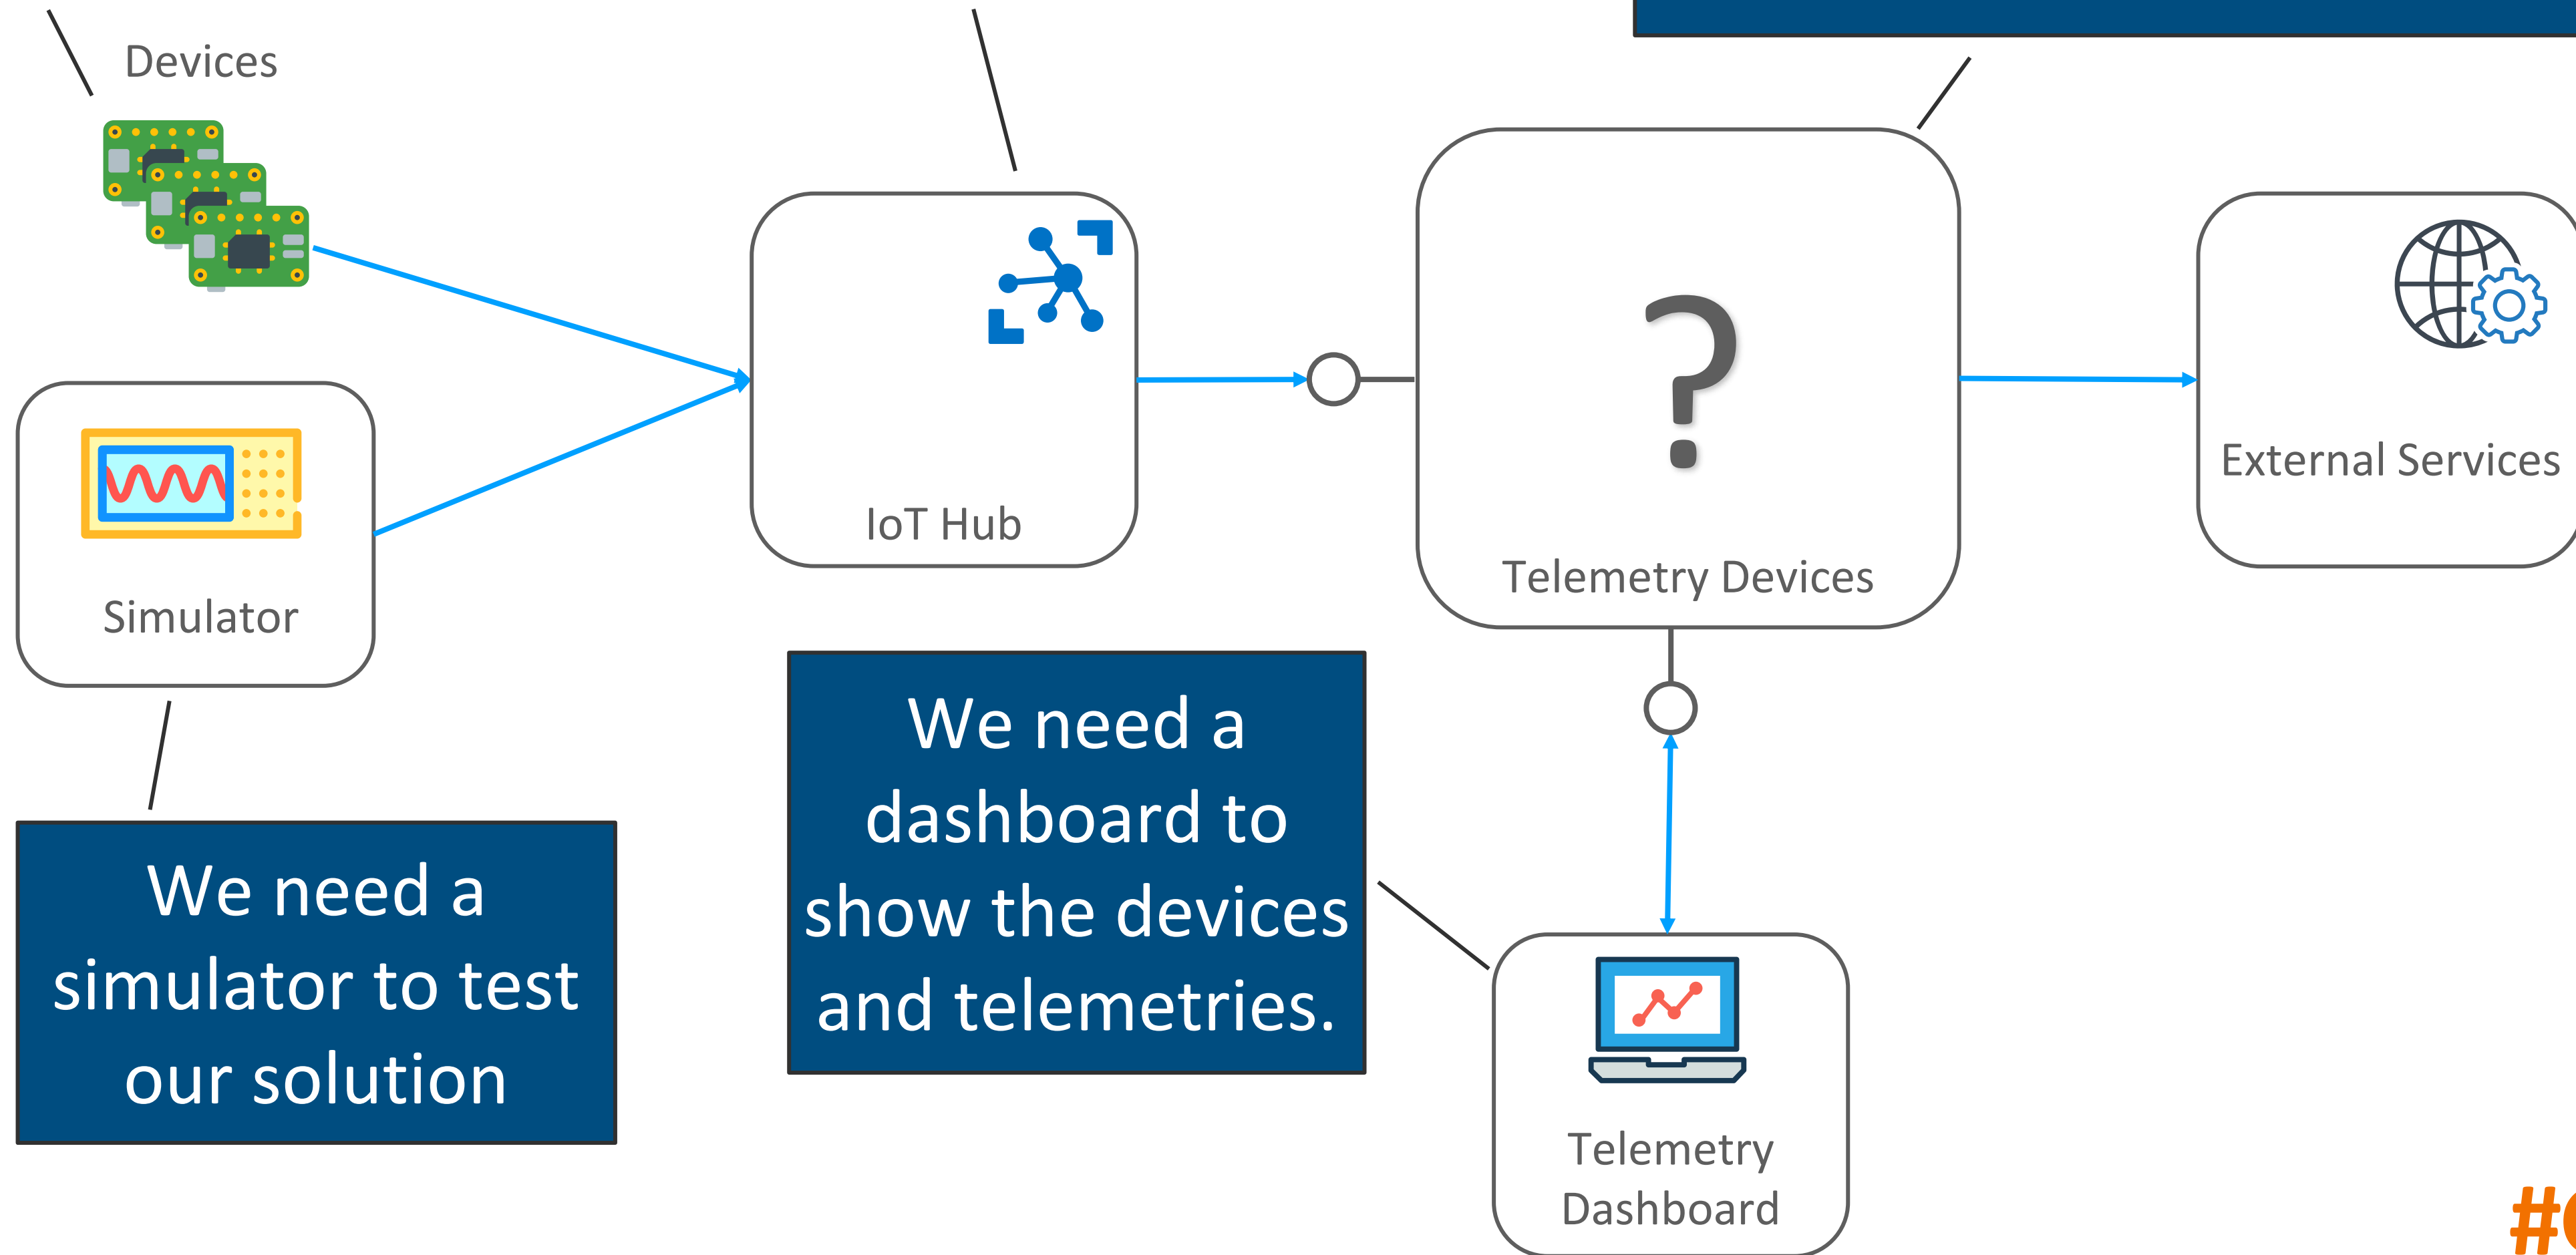 Devices
?
IoT Hub
External Services
Telemetry Devices
Simulator
We need a
simulator to test
our solution
We need a
dashboard to
show the devices
and telemetries.
Telemetry
Dashboard